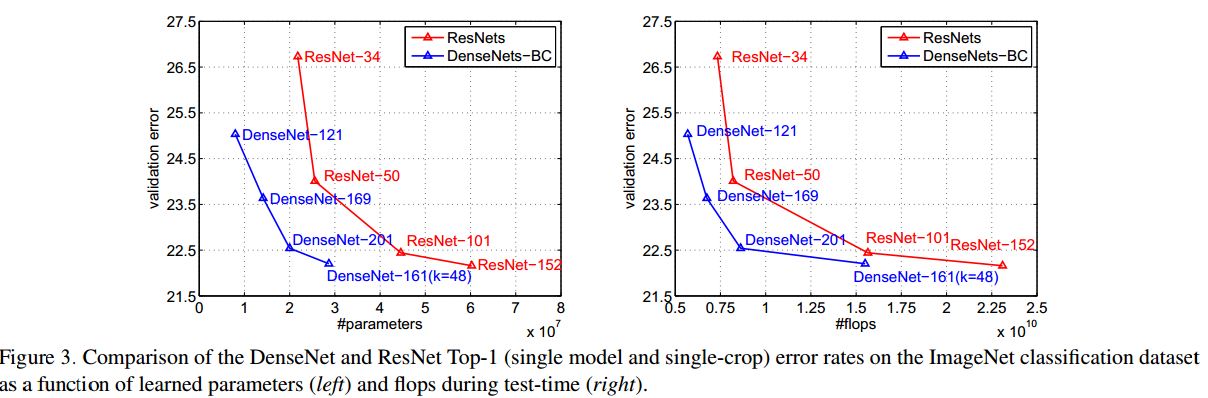 27.5
26.5
25.5
24.5
23.5
22.5
21.5
validation error
ResNets
DenseNets−BC
ResNet−34
DenseNet−121
ResNet−50
DenseNet−169
DenseNet−201
ResNet−101
ResNet−152
DenseNet−161(k=48)
0 1 2 3 4 5 6 7 8
#parameters
x 10^7
27.5
26.5
25.5
24.5
23.5
22.5
21.5
validation error
ResNets
DenseNets−BC
ResNet−34
DenseNet−121
ResNet−50
DenseNet−169
DenseNet−201
ResNet−101
ResNet−152
DenseNet−161(k=48)
0.5 0.75 1 1.25 1.5 1.75 2 2.25 2.5
#flops
x 10^10
Figure 3. Comparison of the DenseNet and ResNet Top-1 (single model and single-crop) error rates on the ImageNet classification dataset
as a function of learned parameters (left) and flops during test-time (right).